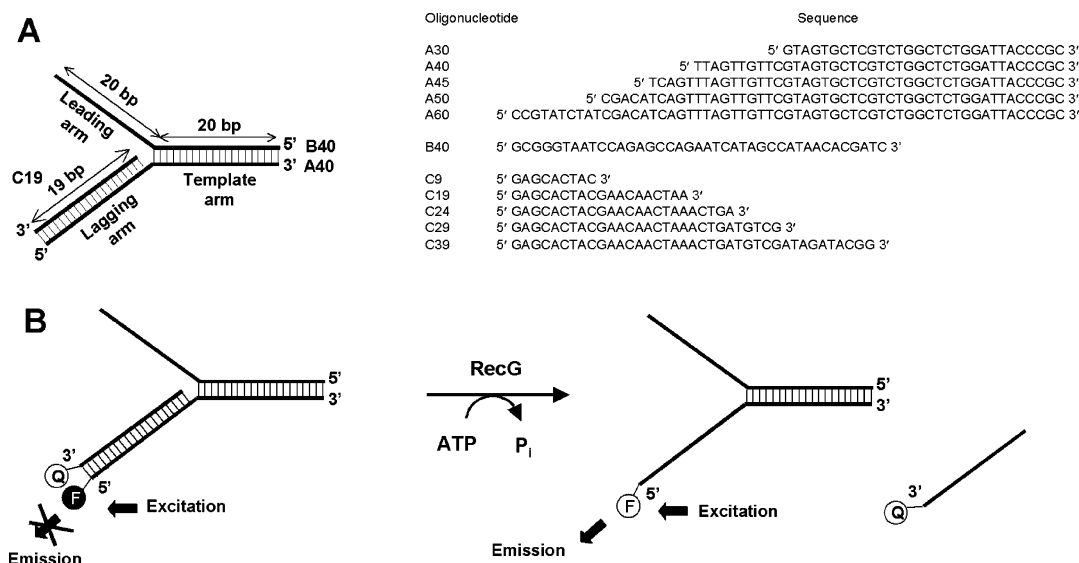 A
20 bp
Leading arm
20 bp
5′ B40
3′ A40
C19
19 bp
Template arm
Lagging arm
3′
5′
Oligonucleotide Sequence
A30 5′ GTAGTGCTCGTCTGGCTCTGGATTACCCGC 3′
A40 5′ TTAGTTGTTCGTAGTGCTCGTCTGGCTCTGGATTACCCGC 3′
A45 5′ TCAGTTTAGTTGTTCGTAGTGCTCGTCTGGCTCTGGATTACCCGC 3′
A50 5′ CGACATCAGTTTAGTTGTTCGTAGTGCTCGTCTGGCTCTGGATTACCCGC 3′
A60 5′ CCGTATCTATCGACATCAGTTTAGTTGTTCGTAGTGCTCGTCTGGCTCTGGATTACCCGC 3′
B40 5′ GCGGGTAATCCAGAGCCAGAATCATAGCCATAACACGATC 3′
C9 5′ GAGCACTAC 3′
C19 5′ GAGCACTACGAACAACTAA 3′
C24 5′ GAGCACTACGAACAACTAAACTGA 3′
C29 5′ GAGCACTACGAACAACTAAACTGATGTCG 3′
C39 5′ GAGCACTACGAACAACTAAACTGATGTCGATAGATACGG 3′
B
5′
3′
3′
Q
F
5′
Excitation
Emission
RecG
ATP Pi
5′
3′
5′
F
Excitation
Emission
3′
Q